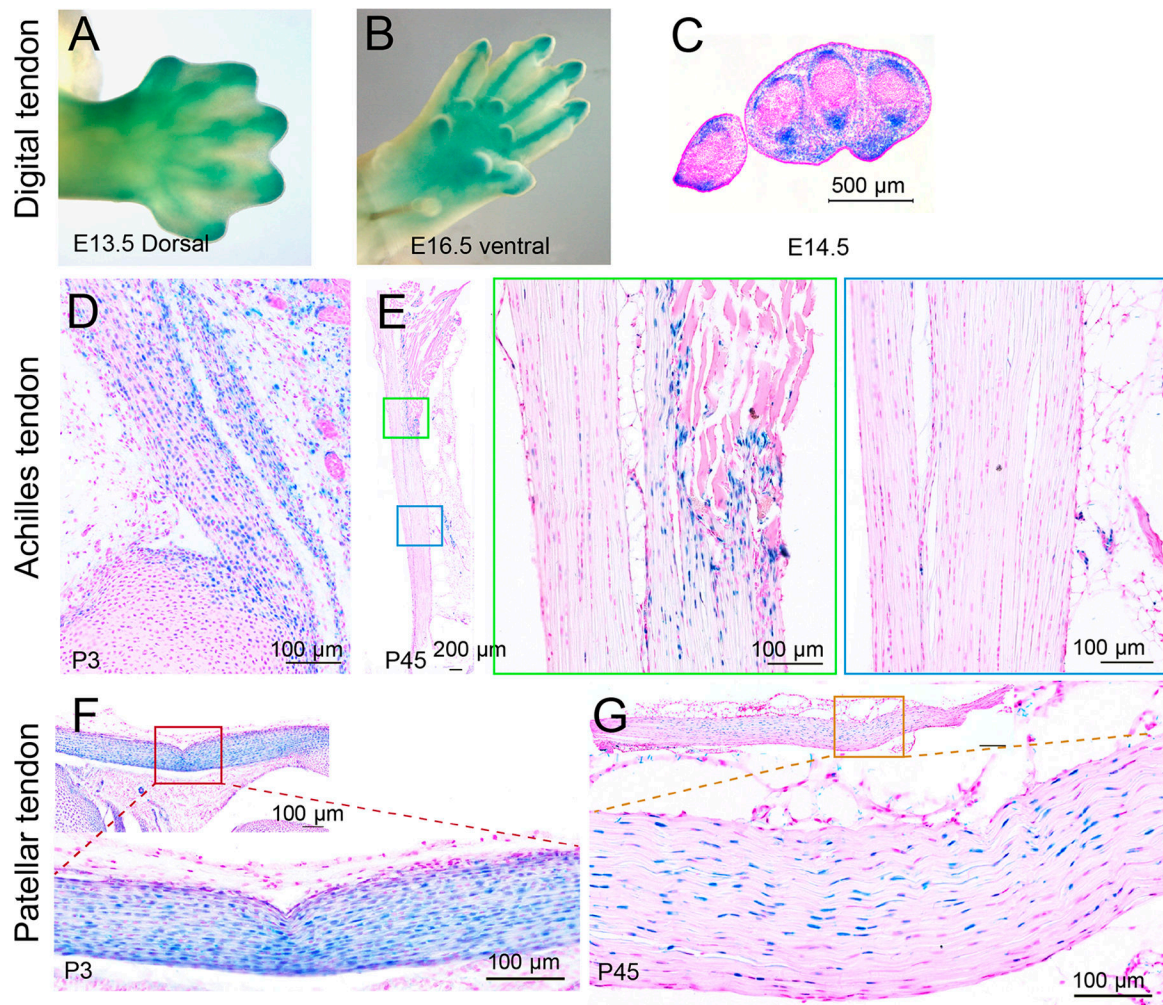 Digital tendon
A
E13.5 Dorsal
B
E16.5 ventral
C
500 μm
E14.5
Achilles tendon
D
P3
100 μm
E
P45
200 μm
100 μm
100 μm
Patellar tendon
F
100 μm
P3
100 μm
G
P45
100 μm